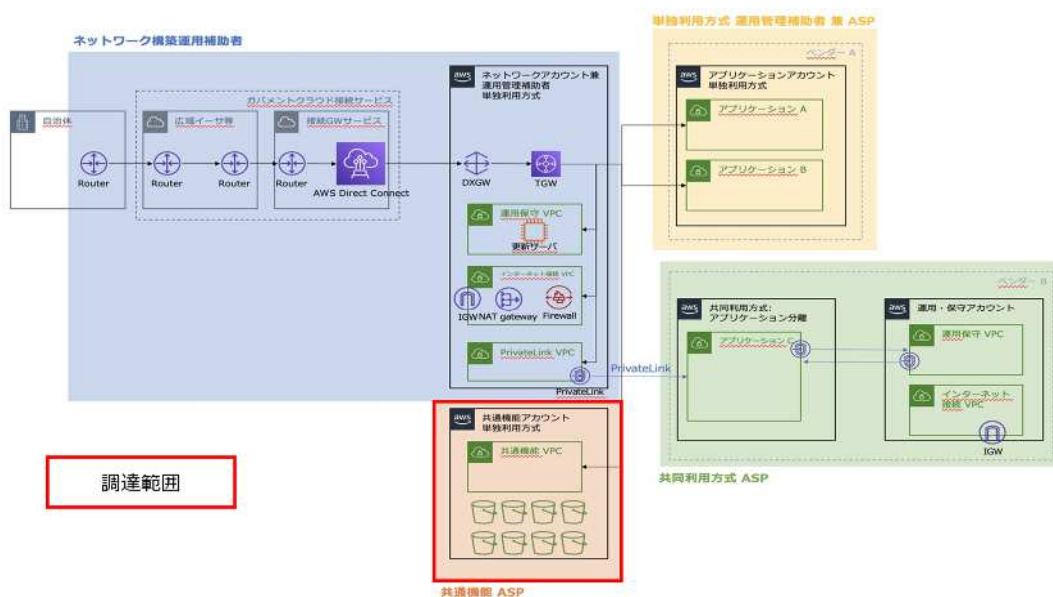 単独利用方式 運用管理補助者 兼 ASP
ネットワーク構築運用補助者
ベンダー A
aws
ネットワークアカウント兼
運用管理補助者
単独利用方式
aws
アプリケーションアカウント
単独利用方式
ガバメントクラウド接続サービス
自治体
広域イーサ等
接続GWサービス
アプリケーション A
アプリケーション B
Router
Router
Router
Router
AWS Direct Connect
DXGW
TGW
運用保守 VPC
更新サーバ
インターネット接続 VPC
IGW
NAT gateway
Firewall
PrivateLink VPC
PrivateLink
PrivateLink
ベンダー B
aws
共同利用方式:
アプリケーション分離
aws
運用・保守アカウント
アプリケーション C
運用保守 VPC
インターネット
接続 VPC
IGW
共同利用方式 ASP
aws
共通機能アカウント
単独利用方式
共通機能 VPC
調達範囲
共通機能 ASP